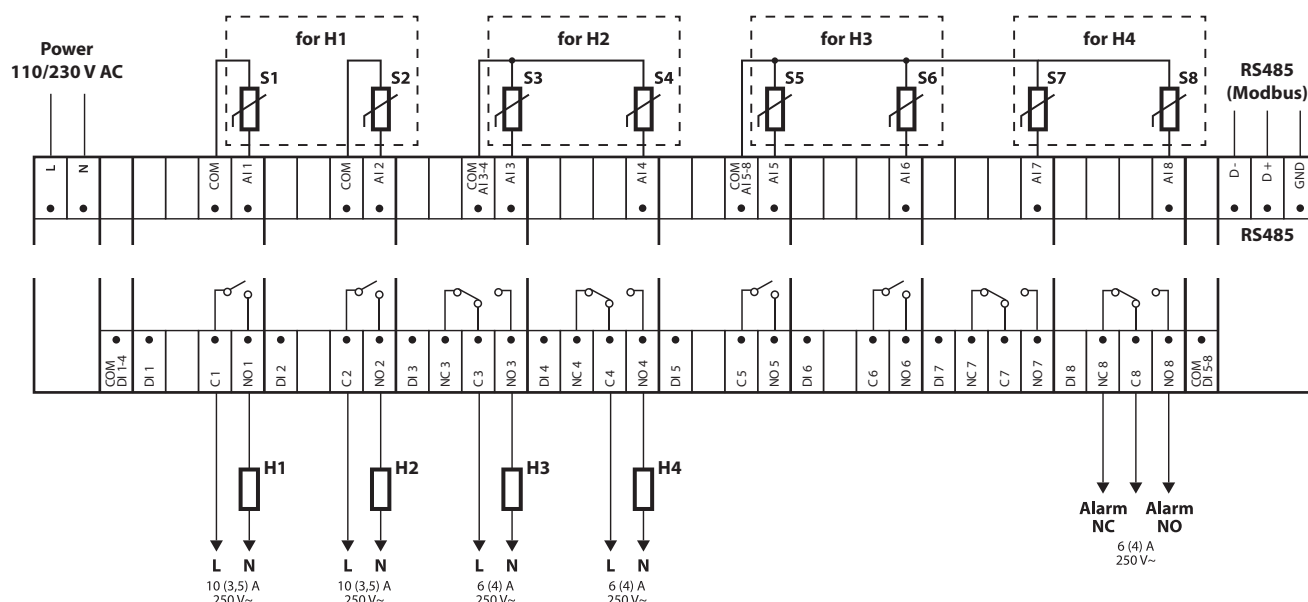 Power
110/230 V AC
for H1
for H2
for H3
for H4
RS485
(Modbus)
S1
S2
S3
S4
S5
S6
S7
S8
L
N
COM
AI 1
COM
AI 2
COM
AI 3-4
AI 3
AI 4
COM
AI 5-8
AI 5
AI 6
AI 7
AI 8
D -
D +
GND
RS485
COM
DI 1-4
DI 1
C 1
NO 1
DI 2
C 2
NO 2
DI 3
NC 3
C 3
NO 3
DI 4
NC 4
C 4
NO 4
DI 5
C 5
NO 5
DI 6
C 6
NO 6
DI 7
NC 7
C 7
NO 7
DI 8
NC 8
C 8
NO 8
COM
DI 5-8
H1
H2
H3
H4
L
N
10 (3,5) A
250 V~
L
N
10 (3,5) A
250 V~
L
N
6 (4) A
250 V~
L
N
6 (4) A
250 V~
Alarm
NC
Alarm
NO
6 (4) A
250 V~